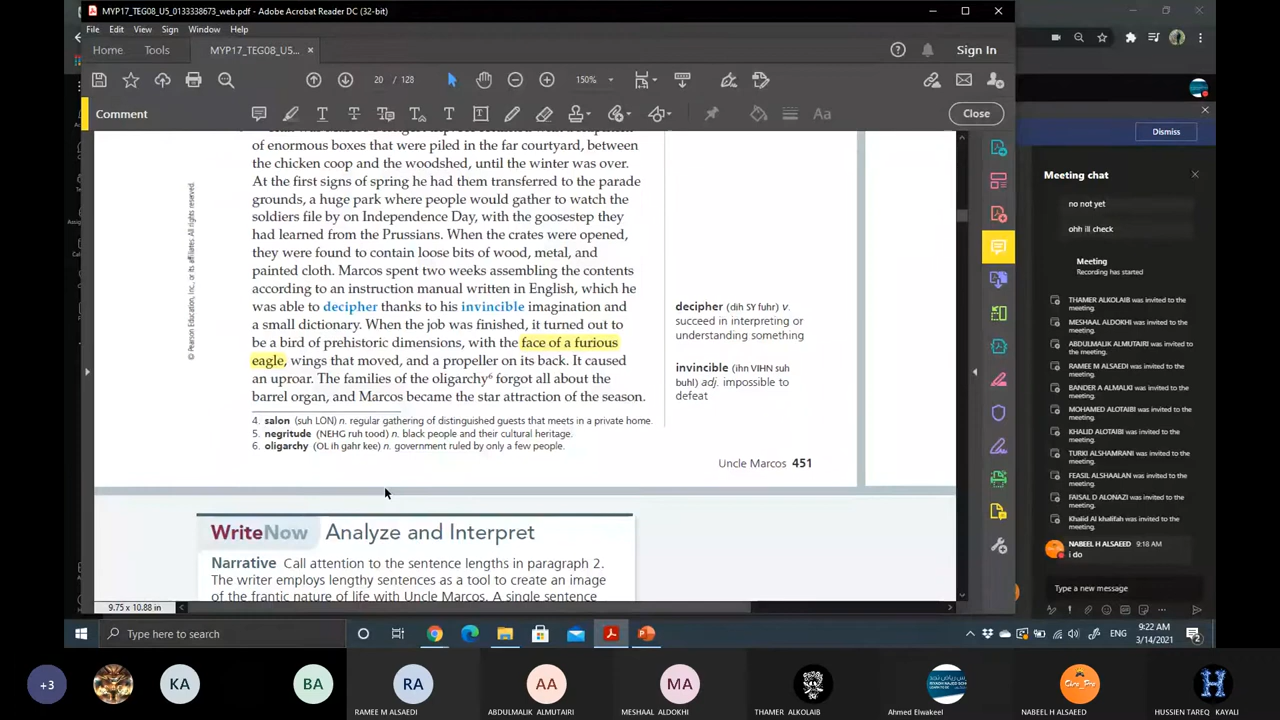 MYP17_TEG08_U5_0133338673_web.pdf - Adobe Acrobat Reader DC (32-bit)
File Edit View Sign Window Help
Home Tools MYP17_TEG08_U5... × Sign In
20 / 128 150%
Comment Close
of enormous boxes that were piled in the far courtyard, between
the chicken coop and the woodshed, until the winter was over.
At the first signs of spring he had them transferred to the parade
grounds, a huge park where people would gather to watch the
soldiers file by on Independence Day, with the goosestep they
had learned from the Prussians. When the crates were opened,
they were found to contain loose bits of wood, metal, and
painted cloth. Marcos spent two weeks assembling the contents
according to an instruction manual written in English, which he
was able to decipher thanks to his invincible imagination and
a small dictionary. When the job was finished, it turned out to
be a bird of prehistoric dimensions, with the face of a furious
eagle, wings that moved, and a propeller on its back. It caused
an uproar. The families of the oligarchy⁶ forgot all about the
barrel organ, and Marcos became the star attraction of the season.
decipher (dih SY fuhr) v.
succeed in interpreting or
understanding something
invincible (ihn VIHN suh
buhl) adj. impossible to
defeat
4. salon (suh LON) n. regular gathering of distinguished guests that meets in a private home.
5. negritude (NEHG ruh tood) n. black people and their cultural heritage.
6. oligarchy (OL ih gahr kee) n. government ruled by only a few people.
Uncle Marcos 451
© Pearson Education, Inc., or its affiliates. All rights reserved.
WriteNow Analyze and Interpret
Narrative Call attention to the sentence lengths in paragraph 2.
The writer employs lengthy sentences as a tool to create an image
of the frantic nature of life with Uncle Marcos. A single sentence
9.75 x 10.88 in
Dismiss
Meeting chat
no not yet
ohh ill check
Meeting
Recording has started
THAMER ALKOLAIB was invited to the
meeting.
MESHAAL ALDOKHI was invited to the
meeting.
ABDULMALIK ALMUTAIRI was invited to
the meeting.
RAMEE M ALSAEDI was invited to the
meeting.
BANDER A ALMALKI was invited to the
meeting.
MOHAMED ALOTAIBI was invited to the
meeting.
KHALID ALOTAIBI was invited to the
meeting.
TURKI ALSHAMRANI was invited to the
meeting.
FEASIL ALSHAALAN was invited to the
meeting.
FAISAL D ALONAZI was invited to the
meeting.
Khalid Al khalifah was invited to the
meeting.
NABEEL H ALSAEED 9:18 AM
i do
Type a new message
Type here to search
ENG
9:22 AM
3/14/2021
+3 KA BA RA AA MA
RAMEE M ALSAEDI ABDULMALIK ALMUTAIRI MESHAAL ALDOKHI THAMER ALKOLAIB Ahmed Elwakeel NABEEL H ALSAEED HUSSIEN TAREQ KAYALI